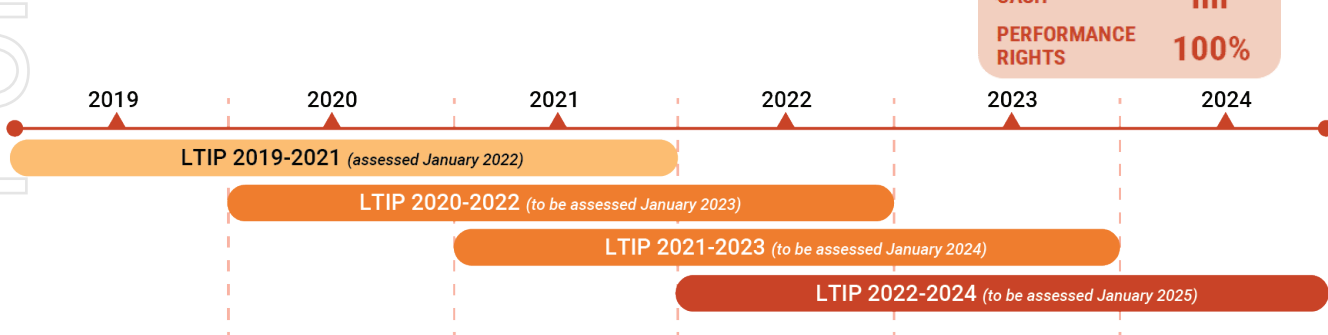 PERFORMANCE
RIGHTS
100%
2019 2020 2021 2022 2023 2024
LTIP 2019-2021 (assessed January 2022)
LTIP 2020-2022 (to be assessed January 2023)
LTIP 2021-2023 (to be assessed January 2024)
LTIP 2022-2024 (to be assessed January 2025)